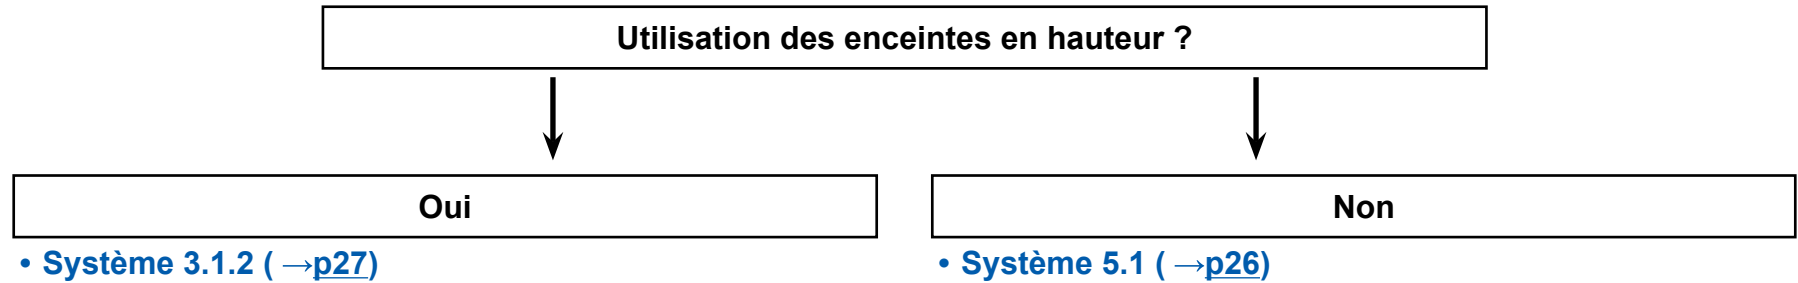 Utilisation des enceintes en hauteur ?
Oui
Non
• Système 3.1.2 ( →p27)
• Système 5.1 ( →p26)